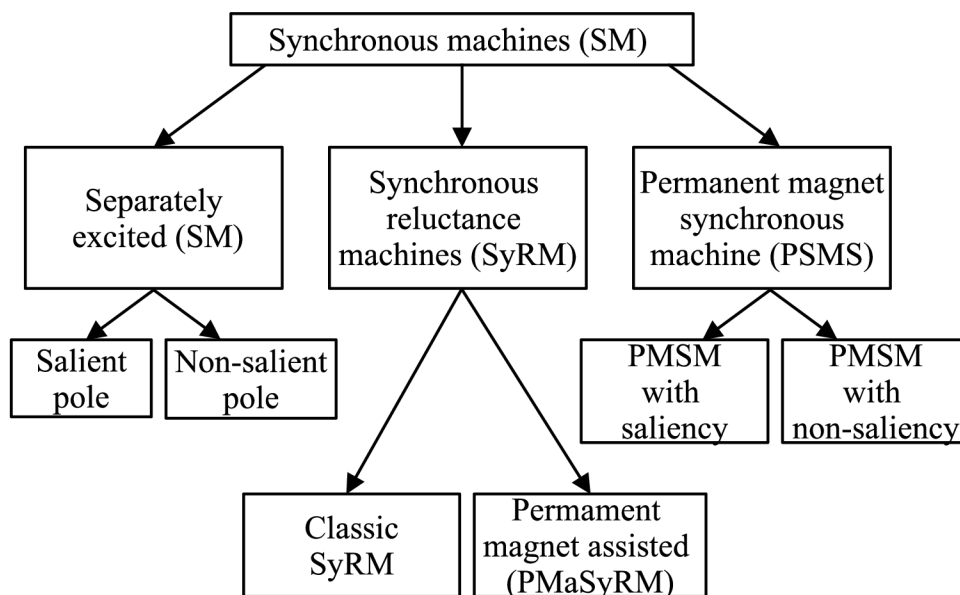 Synchronous machines (SM)
Separately
excited (SM)
Synchronous
reluctance
machines (SyRM)
Permanent magnet
synchronous
machine (PSMS)
Salient
pole
Non-salient
pole
PMSM
with
saliency
PMSM
with
non-saliency
Classic
SyRM
Permament
magnet assisted
(PMaSyRM)